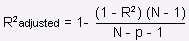 R²adjusted = 1- (1 - R²) (N - 1)
N - p - 1